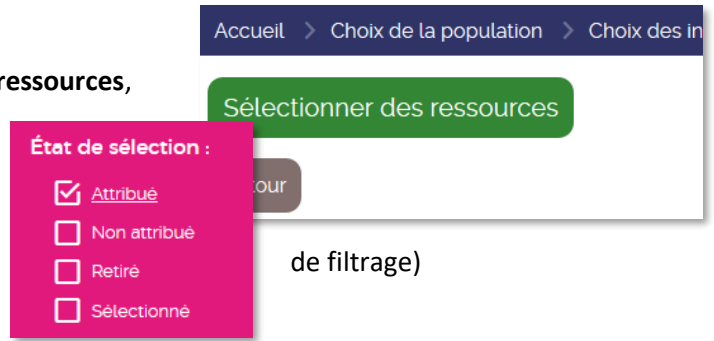 Accueil > Choix de la population > Choix des in
ressources,
Sélectionner des ressources
État de sélection :
our
Attribué
Non attribué
Retiré
Sélectionné
de filtrage)